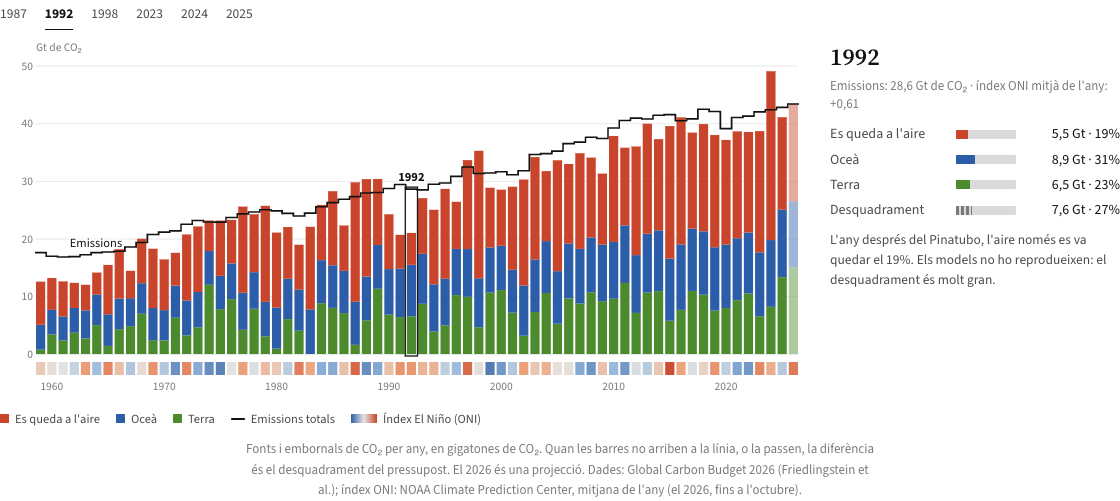 1987 1992 1998 2023 2024 2025
Gt de CO₂
50
40
30
20
10
0
1992
Emissions
1960 1970 1980 1990 2000 2010 2020
Es queda a l'aire Oceà Terra Emissions totals Índex El Niño (ONI)
1992
Emissions: 28,6 Gt de CO₂ · índex ONI mitjà de l'any:
+0,61
Es queda a l'aire 5,5 Gt · 19%
Oceà 8,9 Gt · 31%
Terra 6,5 Gt · 23%
Desquadrament 7,6 Gt · 27%
L'any després del Pinatubo, l'aire només es va
quedar el 19%. Els models no ho reprodueixen: el
desquadrament és molt gran.
Fonts i embornals de CO₂ per any, en gigatones de CO₂. Quan les barres no arriben a la línia, o la passen, la diferència
és el desquadrament del pressupost. El 2026 és una projecció. Dades: Global Carbon Budget 2026 (Friedlingstein et
al.); índex ONI: NOAA Climate Prediction Center, mitjana de l'any (el 2026, fins a l'octubre).